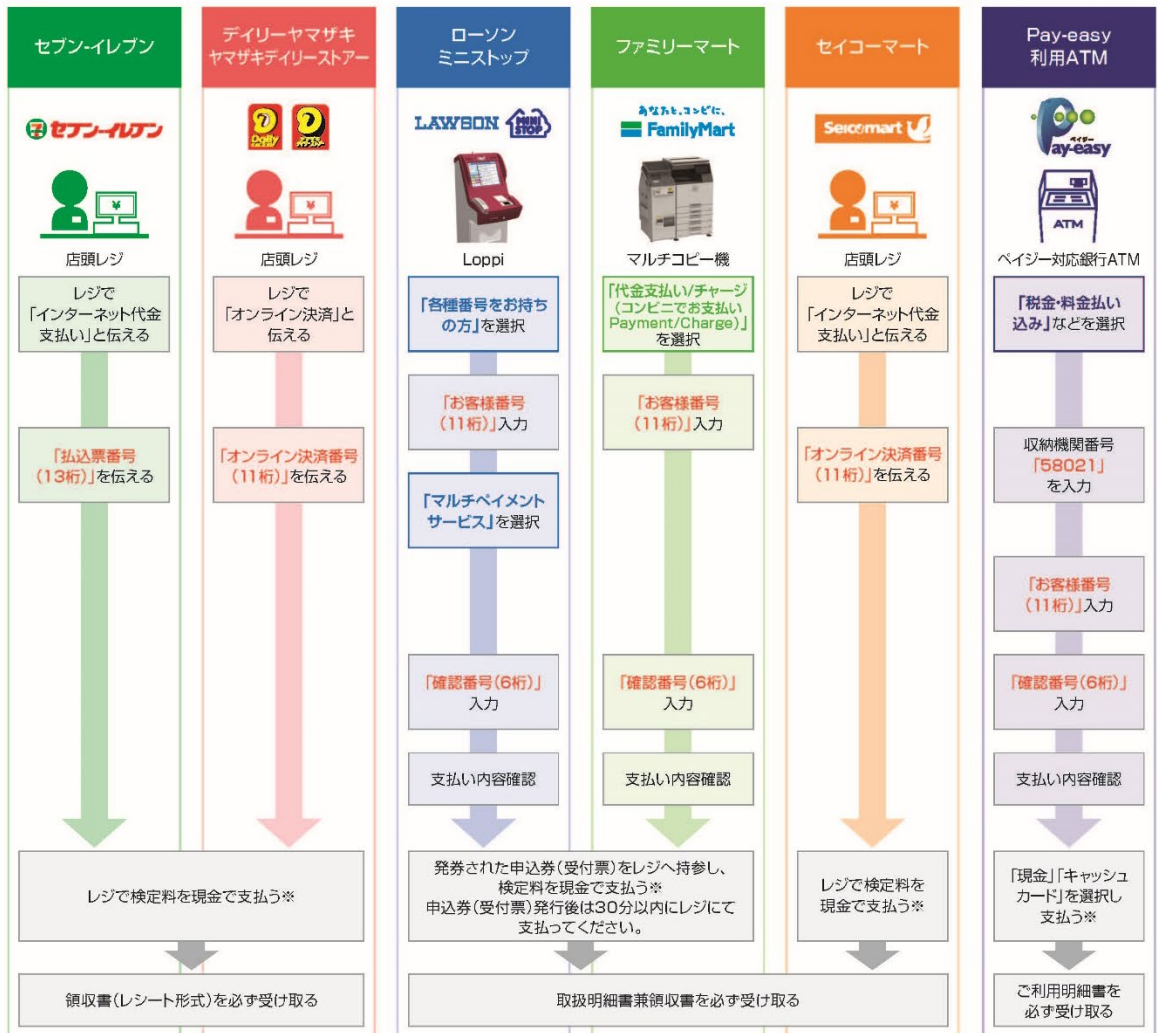 セブン-イレブン
デイリーヤマザキ
ヤマザキデイリーストアー
ローソン
ミニストップ
ファミリーマート
セイコーマート
Pay-easy
利用ATM
セブン-イレブン
Daily
LAWSON
MINI
STOP
あなたと、コンビに、
FamilyMart
Seicomart
ペイジー
Pay-easy
¥
¥
¥
ATM
店頭レジ
店頭レジ
Loppi
マルチコピー機
店頭レジ
ペイジー対応銀行ATM
レジで
「インターネット代金
支払い」と伝える
レジで
「オンライン決済」と
伝える
「各種番号をお持ち
の方」を選択
「代金支払い/チャージ
(コンビニでお支払い
Payment/Charge)」
を選択
レジで
「インターネット代金
支払い」と伝える
「税金・料金払い
込み」などを選択
「お客様番号
(11桁)」入力
「お客様番号
(11桁)」入力
「払込票番号
(13桁)」を伝える
「オンライン決済番号
(11桁)」を伝える
「オンライン決済番号
(11桁)」を伝える
収納機関番号
「58021」
を入力
「マルチペイメント
サービス」を選択
「お客様番号
(11桁)」入力
「確認番号(6桁)」
入力
「確認番号(6桁)」
入力
「確認番号(6桁)」
入力
支払い内容確認
支払い内容確認
支払い内容確認
レジで検定料を現金で支払う※
発券された申込券(受付票)をレジへ持参し、
検定料を現金で支払う※
申込券(受付票)発行後は30分以内にレジにて
支払ってください。
レジで検定料を
現金で支払う※
「現金」「キャッシュ
カード」を選択し
支払う※
領収書(レシート形式)を必ず受け取る
取扱明細書兼領収書を必ず受け取る
ご利用明細書を
必ず受け取る